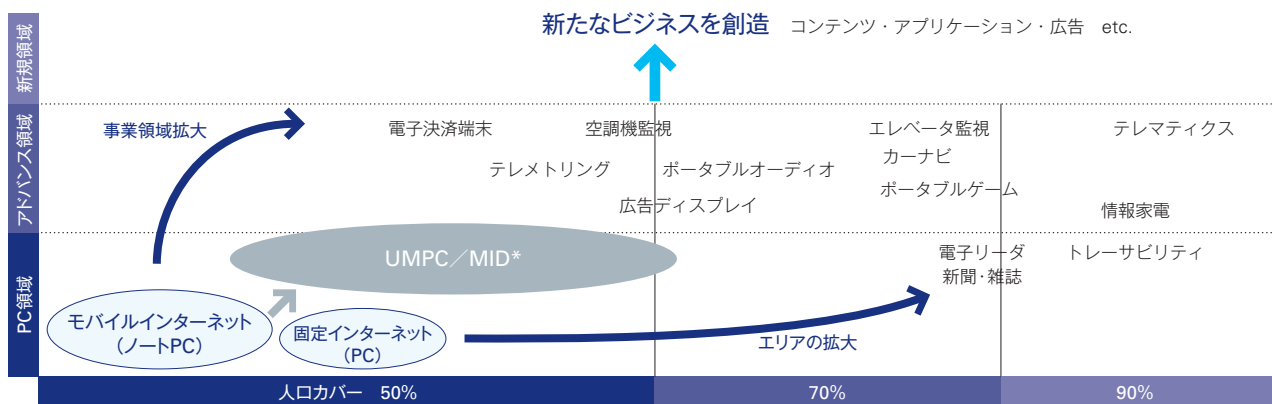 新規領域
新たなビジネスを創造 コンテンツ・アプリケーション・広告 etc.
アドバンス領域
事業領域拡大
電子決済端末
空調機監視
エレベータ監視
テレマティクス
カーナビ
テレメトリング
ポータブルオーディオ
ポータブルゲーム
広告ディスプレイ
情報家電
PC領域
UMPC／MID*
電子リーダ
新聞・雑誌
トレーサビリティ
モバイルインターネット
（ノートPC）
固定インターネット
（PC）
エリアの拡大
人口カバー 50%
70%
90%